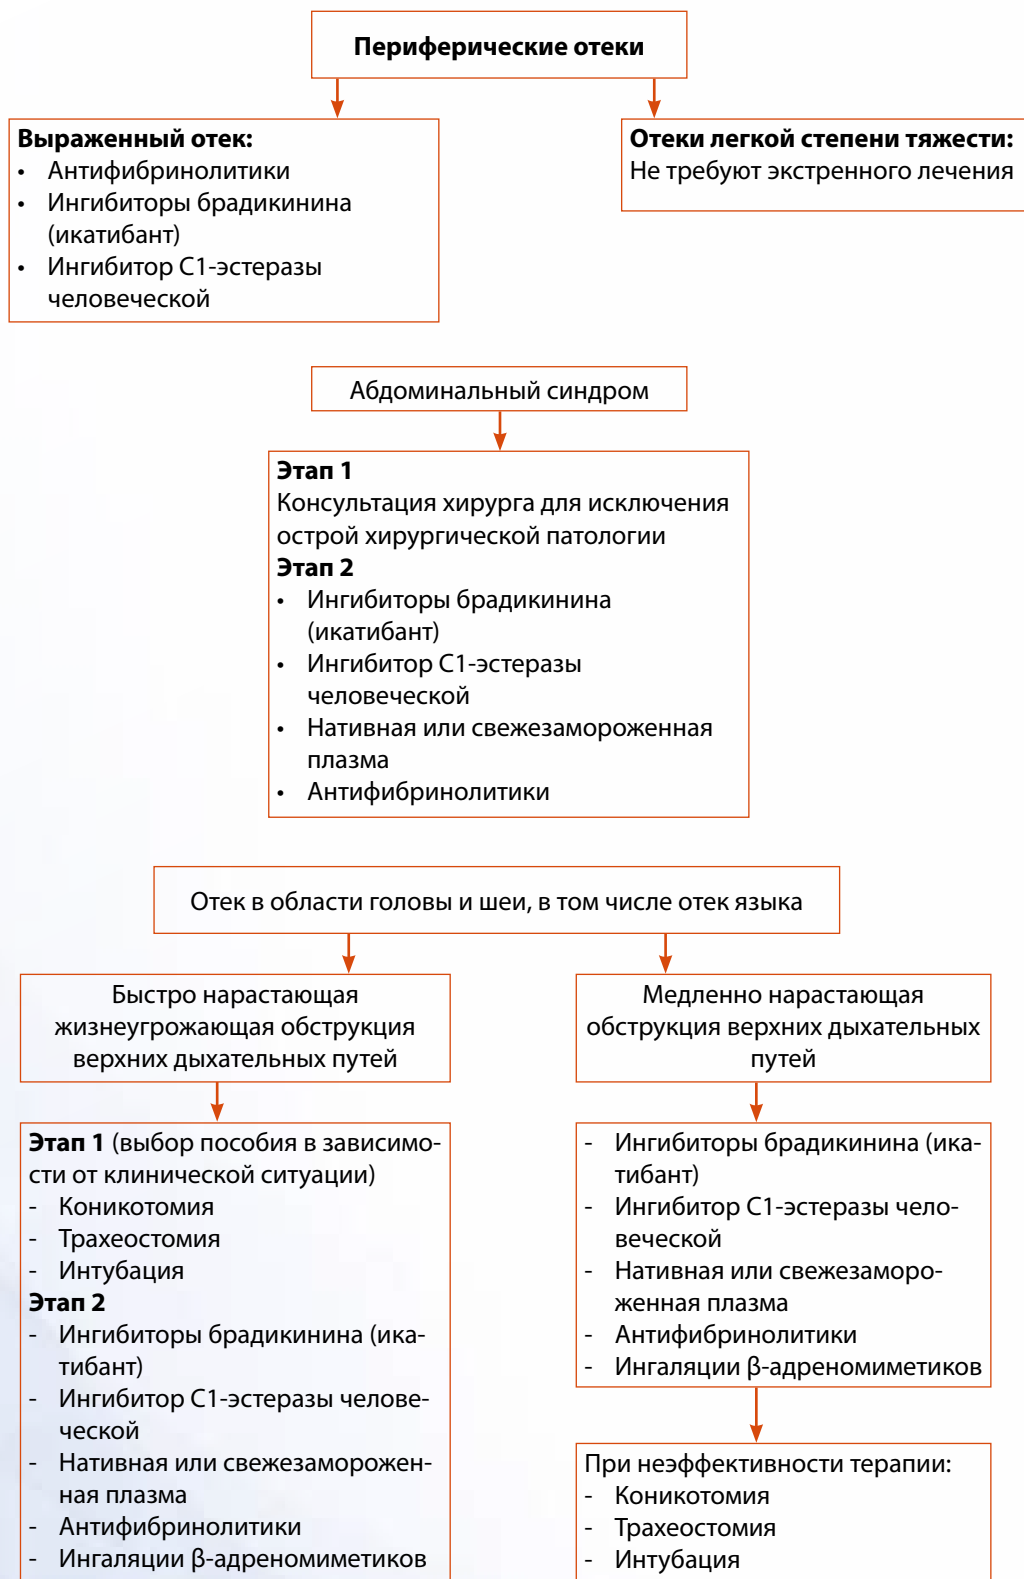 Периферические отеки
Выраженный отек:
• Антифибринолитики
• Ингибиторы брадикинина
(икатибант)
• Ингибитор С1-эстеразы
человеческой
Отеки легкой степени тяжести:
Не требуют экстренного лечения
Абдоминальный синдром
Этап 1
Консультация хирурга для исключения
острой хирургической патологии
Этап 2
• Ингибиторы брадикинина
(икатибант)
• Ингибитор С1-эстеразы
человеческой
• Нативная или свежезамороженная
плазма
• Антифибринолитики
Отек в области головы и шеи, в том числе отек языка
Быстро нарастающая
жизнеугрожающая обструкция
верхних дыхательных путей
Этап 1 (выбор пособия в зависимо-
сти от клинической ситуации)
- Коникотомия
- Трахеостомия
- Интубация
Этап 2
- Ингибиторы брадикинина (ика-
тибант)
- Ингибитор С1-эстеразы челове-
ческой
- Нативная или свежезаморожен-
ная плазма
- Антифибринолитики
- Ингаляции β-адреномиметиков
Медленно нарастающая
обструкция верхних дыхательных
путей
- Ингибиторы брадикинина (ика-
тибант)
- Ингибитор С1-эстеразы чело-
веческой
- Нативная или свежезаморо-
женная плазма
- Антифибринолитики
- Ингаляции β-адреномиметиков
При неэффективности терапии:
- Коникотомия
- Трахеостомия
- Интубация